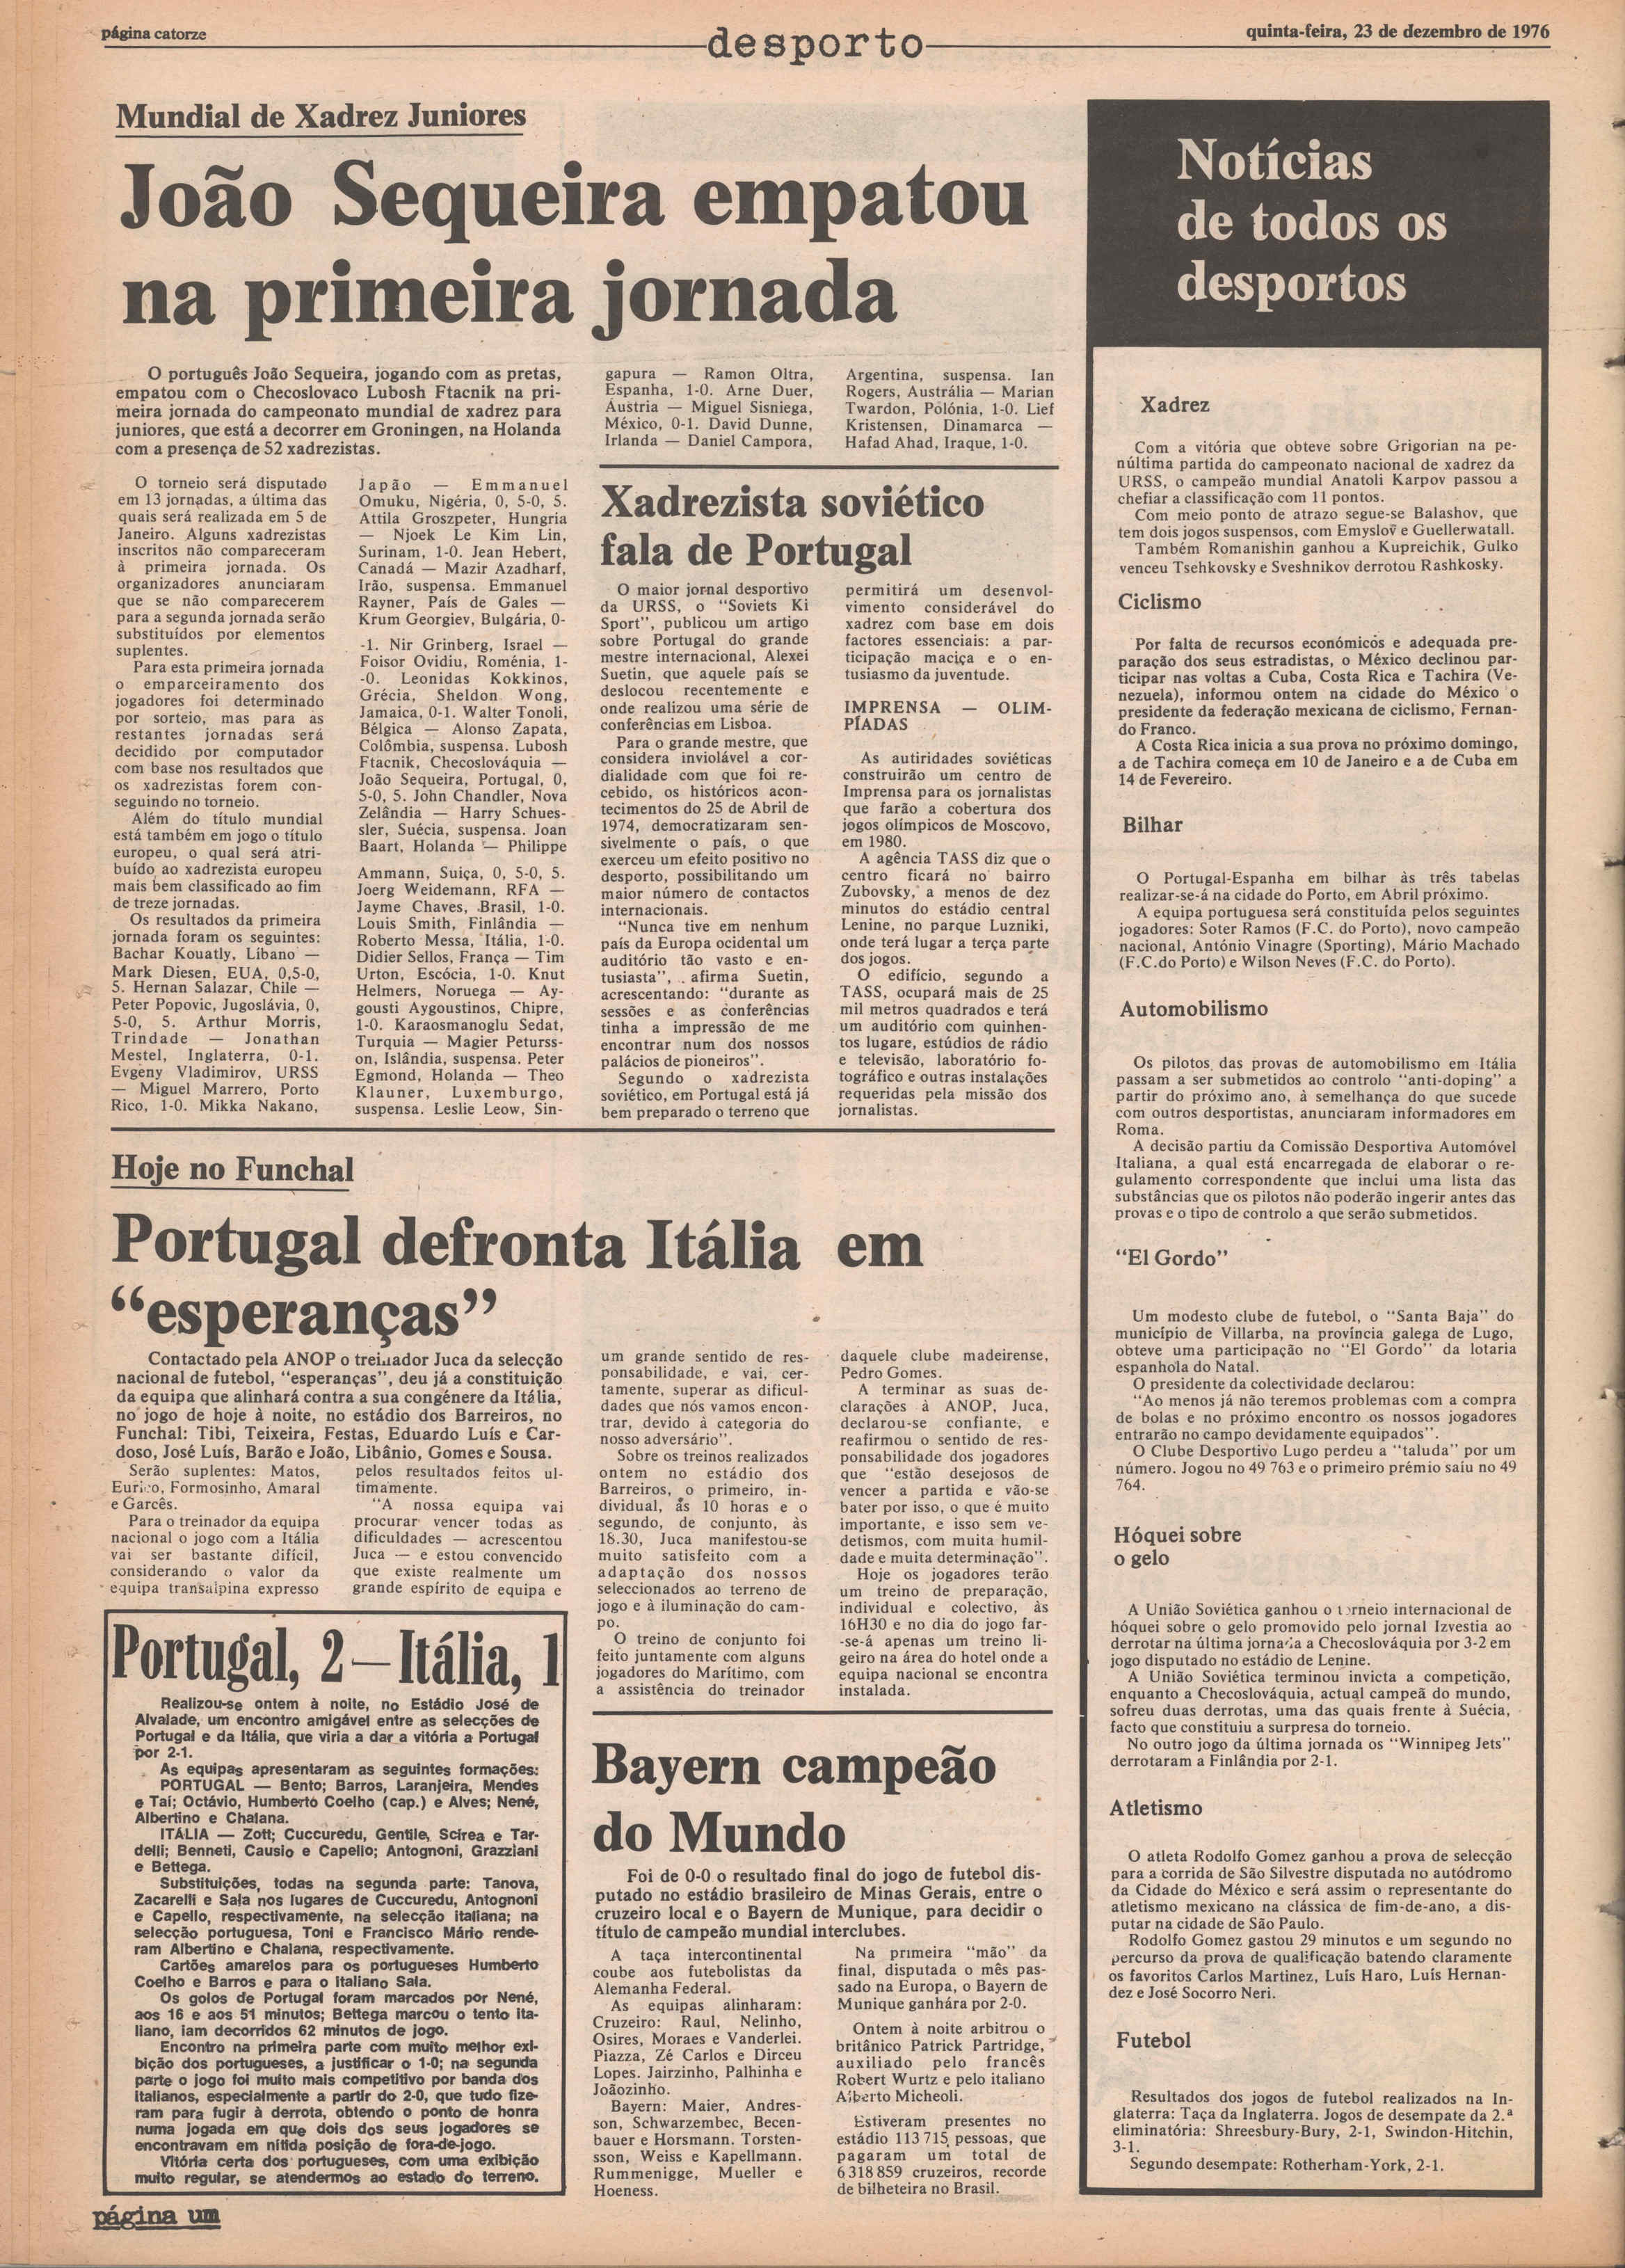 página catorze
desporto
quinta-feira, 23 de dezembro de 1976
Mundial de Xadrez Juniores
João Sequeira empatou
na primeira jornada
O português João Sequeira, jogando com as pretas,
empatou com o Checoslovaco Lubosh Ftacnik na pri-
meira jornada do campeonato mundial de xadrez para
juniores, que está a decorrer em Groningen, na Holanda
com a presença de 52 xadrezistas.
O torneio será disputado
em 13 jornadas, a última das
quais será realizada em 5 de
Janeiro. Alguns xadrezistas
inscritos não compareceram
à primeira jornada. Os
organizadores anunciaram
que se não comparecerem
para a segunda jornada serão
substituídos por elementos
suplentes.
Para esta primeira jornada
o emparceiramento dos
jogadores foi determinado
por sorteio, mas para as
restantes jornadas será
decidido por computador
com base nos resultados que
os xadrezistas forem con-
seguindo no torneio.
Além do título mundial
está também em jogo o título
europeu, o qual será atri-
buído ao xadrezista europeu
mais bem classificado ao fim
de treze jornadas.
Os resultados da primeira
jornada foram os seguintes:
Bachar Kouatly, Líbano —
Mark Diesen, EUA, 0,5-0,
5. Hernan Salazar, Chile —
Peter Popovic, Jugoslávia, 0,
5-0, 5. Arthur Morris,
Trindade — Jonathan
Mestel, Inglaterra, 0-1.
Evgeny Vladimirov, URSS
— Miguel Marrero, Porto
Rico, 1-0. Mikka Nakano,
Japão — Emmanuel
Omuku, Nigéria, 0, 5-0, 5.
Attila Groszpeter, Hungria
— Njoek Le Kim Lin,
Surinam, 1-0. Jean Hebert,
Canadá — Mazir Azadharf,
Irão, suspensa. Emmanuel
Rayner, País de Gales —
Krum Georgiev, Bulgária, 0-
-1. Nir Grinberg, Israel —
Foisor Ovidiu, Roménia, 1-
-0. Leonidas Kokkinos,
Grécia, Sheldon Wong,
Jamaica, 0-1. Walter Tonoli,
Bélgica — Alonso Zapata,
Colômbia, suspensa. Lubosh
Ftacnik, Checoslováquia —
João Sequeira, Portugal, 0,
5-0, 5. John Chandler, Nova
Zelândia — Harry Schues-
sler, Suécia, suspensa. Joan
Baart, Holanda — Philippe
Ammann, Suiça, 0, 5-0, 5.
Joerg Weidemann, RFA —
Jayme Chaves, Brasil, 1-0.
Louis Smith, Finlândia —
Roberto Messa, Itália, 1-0.
Didier Sellos, França — Tim
Urton, Escócia, 1-0. Knut
Helmers, Noruega — Ay-
gousti Aygoustinos, Chipre,
1-0. Karaosmanoglu Sedat,
Turquia — Magier Peturss-
on, Islândia, suspensa. Peter
Egmond, Holanda — Theo
Klauner, Luxemburgo,
suspensa. Leslie Leow, Sin-
gapura — Ramon Oltra,
Espanha, 1-0. Arne Duer,
Áustria — Miguel Sisniega,
México, 0-1. David Dunne,
Irlanda — Daniel Campora,
Argentina, suspensa. Ian
Rogers, Austrália — Marian
Twardon, Polónia, 1-0. Lief
Kristensen, Dinamarca —
Hafad Ahad, Iraque, 1-0.
Xadrezista soviético
fala de Portugal
O maior jornal desportivo
da URSS, o "Soviets Ki
Sport", publicou um artigo
sobre Portugal do grande
mestre internacional, Alexei
Suetin, que aquele país se
deslocou recentemente e
onde realizou uma série de
conferências em Lisboa.
Para o grande mestre, que
considera inviolável a cor-
dialidade com que foi re-
cebido, os históricos acon-
tecimentos do 25 de Abril de
1974, democratizaram sen-
sivelmente o país, o que
exerceu um efeito positivo no
desporto, possibilitando um
maior número de contactos
internacionais.
"Nunca tive em nenhum
país da Europa ocidental um
auditório tão vasto e en-
tusiasta", afirma Suetin,
acrescentando: "durante as
sessões e as conferências
tinha a impressão de me
encontrar num dos nossos
palácios de pioneiros".
Segundo o xadrezista
soviético, em Portugal está já
bem preparado o terreno que
permitirá um desenvol-
vimento considerável do
xadrez com base em dois
factores essenciais: a par-
ticipação maciça e o en-
tusiasmo da juventude.
IMPRENSA — OLIM-
PÍADAS
As autiridades soviéticas
construirão um centro de
Imprensa para os jornalistas
que farão a cobertura dos
jogos olímpicos de Moscovo,
em 1980.
A agência TASS diz que o
centro ficará no bairro
Zubovsky, a menos de dez
minutos do estádio central
Lenine, no parque Luzniki,
onde terá lugar a terça parte
dos jogos.
O edifício, segundo a
TASS, ocupará mais de 25
mil metros quadrados e terá
um auditório com quinhen-
tos lugare, estúdios de rádio
e televisão, laboratório fo-
tográfico e outras instalações
requeridas pela missão dos
jornalistas.
Hoje no Funchal
Portugal defronta Itália em
"esperanças"
Contactado pela ANOP o treinador Juca da selecção
nacional de futebol, "esperanças", deu já a constituição
da equipa que alinhará contra a sua congénere da Itália,
no jogo de hoje à noite, no estádio dos Barreiros, no
Funchal: Tibi, Teixeira, Festas, Eduardo Luís e Car-
doso, José Luís, Barão e João, Libânio, Gomes e Sousa.
Serão suplentes: Matos,
Eurico, Formosinho, Amaral
e Garcês.
Para o treinador da equipa
nacional o jogo com a Itália
vai ser bastante difícil,
considerando o valor da
equipa transalpina expresso
pelos resultados feitos ul-
timamente.
"A nossa equipa vai
procurar vencer todas as
dificuldades — acrescentou
Juca — e estou convencido
que existe realmente um
grande espírito de equipa e
um grande sentido de res-
ponsabilidade, e vai, cer-
tamente, superar as dificul-
dades que nós vamos encon-
trar, devido à categoria do
nosso adversário".
Sobre os treinos realizados
ontem no estádio dos
Barreiros, o primeiro, in-
dividual, ás 10 horas e o
segundo, de conjunto, às
18.30, Juca manifestou-se
muito satisfeito com a
adaptação dos nossos
seleccionados ao terreno de
jogo e à iluminação do cam-
po.
O treino de conjunto foi
feito juntamente com alguns
jogadores do Marítimo, com
a assistência do treinador
daquele clube madeirense,
Pedro Gomes.
A terminar as suas de-
clarações à ANOP, Juca,
declarou-se confiante, e
reafirmou o sentido de res-
ponsabilidade dos jogadores
que "estão desejosos de
vencer a partida e vão-se
bater por isso, o que é muito
importante, e isso sem ve-
detismos, com muita humil-
dade e muita determinação".
Hoje os jogadores terão
um treino de preparação,
individual e colectivo, às
16H30 e no dia do jogo far-
-se-á apenas um treino li-
geiro na área do hotel onde a
equipa nacional se encontra
instalada.
Portugal, 2 — Itália, 1
Realizou-se ontem à noite, no Estádio José de
Alvalade, um encontro amigável entre as selecções de
Portugal e da Itália, que viria a dar a vitória a Portugal
por 2-1.
As equipas apresentaram as seguintes formações:
PORTUGAL — Bento; Barros, Laranjeira, Mendes
e Tai; Octávio, Humberto Coelho (cap.) e Alves; Nené,
Albertino e Chalana.
ITÁLIA — Zott; Cuccuredu, Gentile, Scirea e Tar-
delli; Benneti, Causio e Capello; Antognoni, Grazziani
e Bettega.
Substituições, todas na segunda parte: Tanova,
Zacarelli e Sala nos lugares de Cuccuredu, Antognoni
e Capello, respectivamente, na selecção italiana; na
selecção portuguesa, Toni e Francisco Mário rende-
ram Albertino e Chalana, respectivamente.
Cartões amarelos para os portugueses Humberto
Coelho e Barros e para o italiano Sala.
Os golos de Portugal foram marcados por Nené,
aos 16 e aos 51 minutos; Bettega marcou o tento ita-
liano, iam decorridos 62 minutos de jogo.
Encontro na primeira parte com muito melhor exi-
bição dos portugueses, a justificar o 1-0; na segunda
parte o jogo foi muito mais competitivo por banda dos
italianos, especialmente a partir do 2-0, que tudo fize-
ram para fugir à derrota, obtendo o ponto de honra
numa jogada em que dois dos seus jogadores se
encontravam em nítida posição de fora-de-jogo.
Vitória certa dos portugueses, com uma exibição
muito regular, se atendermos ao estado do terreno.
Bayern campeão
do Mundo
Foi de 0-0 o resultado final do jogo de futebol dis-
putado no estádio brasileiro de Minas Gerais, entre o
cruzeiro local e o Bayern de Munique, para decidir o
título de campeão mundial interclubes.
A taça intercontinental
coube aos futebolistas da
Alemanha Federal.
As equipas alinharam:
Cruzeiro: Raul, Nelinho,
Osires, Moraes e Vanderlei.
Piazza, Zé Carlos e Dirceu
Lopes. Jairzinho, Palhinha e
Joãozinho.
Bayern: Maier, Andres-
son, Schwarzembec, Becen-
bauer e Horsmann. Torsten-
sson, Weiss e Kapellmann.
Rummenigge, Mueller e
Hoeness.
Na primeira "mão" da
final, disputada o mês pas-
sado na Europa, o Bayern de
Munique ganhára por 2-0.
Ontem à noite arbitrou o
britânico Patrick Partridge,
auxiliado pelo francês
Robert Wurtz e pelo italiano
Alberto Micheoli.
Estiveram presentes no
estádio 113 715 pessoas, que
pagaram um total de
6 318 859 cruzeiros, recorde
de bilheteira no Brasil.
Notícias
de todos os
desportos
Xadrez
Com a vitória que obteve sobre Grigorian na pe-
núltima partida do campeonato nacional de xadrez da
URSS, o campeão mundial Anatoli Karpov passou a
chefiar a classificação com 11 pontos.
Com meio ponto de atrazo segue-se Balashov, que
tem dois jogos suspensos, com Emyslov e Guellerwatall.
Também Romanishin ganhou a Kupreichik, Gulko
venceu Tsehkovsky e Sveshnikov derrotou Rashkosky.
Ciclismo
Por falta de recursos económicos e adequada pre-
paração dos seus estradistas, o México declinou par-
ticipar nas voltas a Cuba, Costa Rica e Tachira (Ve-
nezuela), informou ontem na cidade do México o
presidente da federação mexicana de ciclismo, Fernan-
do Franco.
A Costa Rica inicia a sua prova no próximo domingo,
a de Tachira começa em 10 de Janeiro e a de Cuba em
14 de Fevereiro.
Bilhar
O Portugal-Espanha em bilhar às três tabelas
realizar-se-á na cidade do Porto, em Abril próximo.
A equipa portuguesa será constituída pelos seguintes
jogadores: Soter Ramos (F.C. do Porto), novo campeão
nacional, António Vinagre (Sporting), Mário Machado
(F.C.do Porto) e Wilson Neves (F.C. do Porto).
Automobilismo
Os pilotos das provas de automobilismo em Itália
passam a ser submetidos ao controlo "anti-doping" a
partir do próximo ano, à semelhança do que sucede
com outros desportistas, anunciaram informadores em
Roma.
A decisão partiu da Comissão Desportiva Automóvel
Italiana, a qual está encarregada de elaborar o re-
gulamento correspondente que inclui uma lista das
substâncias que os pilotos não poderão ingerir antes das
provas e o tipo de controlo a que serão submetidos.
"El Gordo"
Um modesto clube de futebol, o "Santa Baja" do
município de Villarba, na província galega de Lugo,
obteve uma participação no "El Gordo" da lotaria
espanhola do Natal.
O presidente da colectividade declarou:
"Ao menos já não teremos problemas com a compra
de bolas e no próximo encontro os nossos jogadores
entrarão no campo devidamente equipados".
O Clube Desportivo Lugo perdeu a "taluda" por um
número. Jogou no 49 763 e o primeiro prémio saiu no 49
764.
Hóquei sobre
o gelo
A União Soviética ganhou o torneio internacional de
hóquei sobre o gelo promovido pelo jornal Izvestia ao
derrotar na última jornada a Checoslováquia por 3-2 em
jogo disputado no estádio de Lenine.
A União Soviética terminou invicta a competição,
enquanto a Checoslováquia, actual campeã do mundo,
sofreu duas derrotas, uma das quais frente à Suécia,
facto que constituiu a surpresa do torneio.
No outro jogo da última jornada os "Winnipeg Jets"
derrotaram a Finlândia por 2-1.
Atletismo
O atleta Rodolfo Gomez ganhou a prova de selecção
para a corrida de São Silvestre disputada no autódromo
da Cidade do México e será assim o representante do
atletismo mexicano na clássica de fim-de-ano, a dis-
putar na cidade de São Paulo.
Rodolfo Gomez gastou 29 minutos e um segundo no
percurso da prova de qualificação batendo claramente
os favoritos Carlos Martinez, Luís Haro, Luís Hernan-
dez e José Socorro Neri.
Futebol
Resultados dos jogos de futebol realizados na In-
glaterra: Taça da Inglaterra. Jogos de desempate da 2.ª
eliminatória: Shreesbury-Bury, 2-1, Swindon-Hitchin,
3-1.
Segundo desempate: Rotherham-York, 2-1.
página um